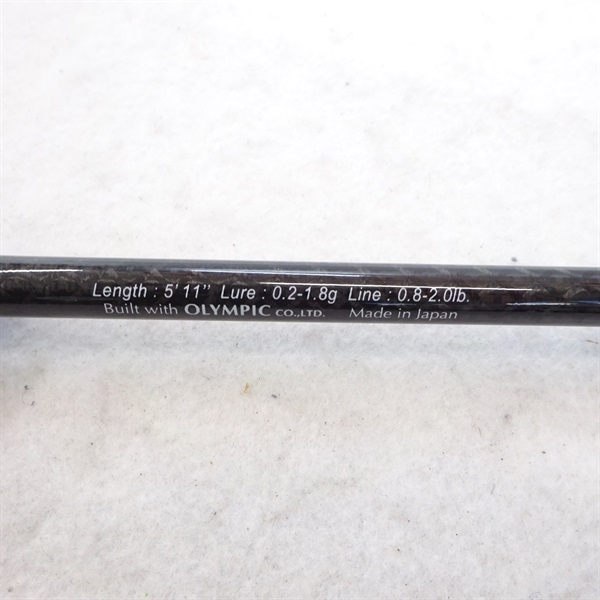 Length : 5' 11" Lure : 0.2-1.8g Line : 0.8-2.0lb.
Built with OLYMPIC CO.,LTD. Made in Japan